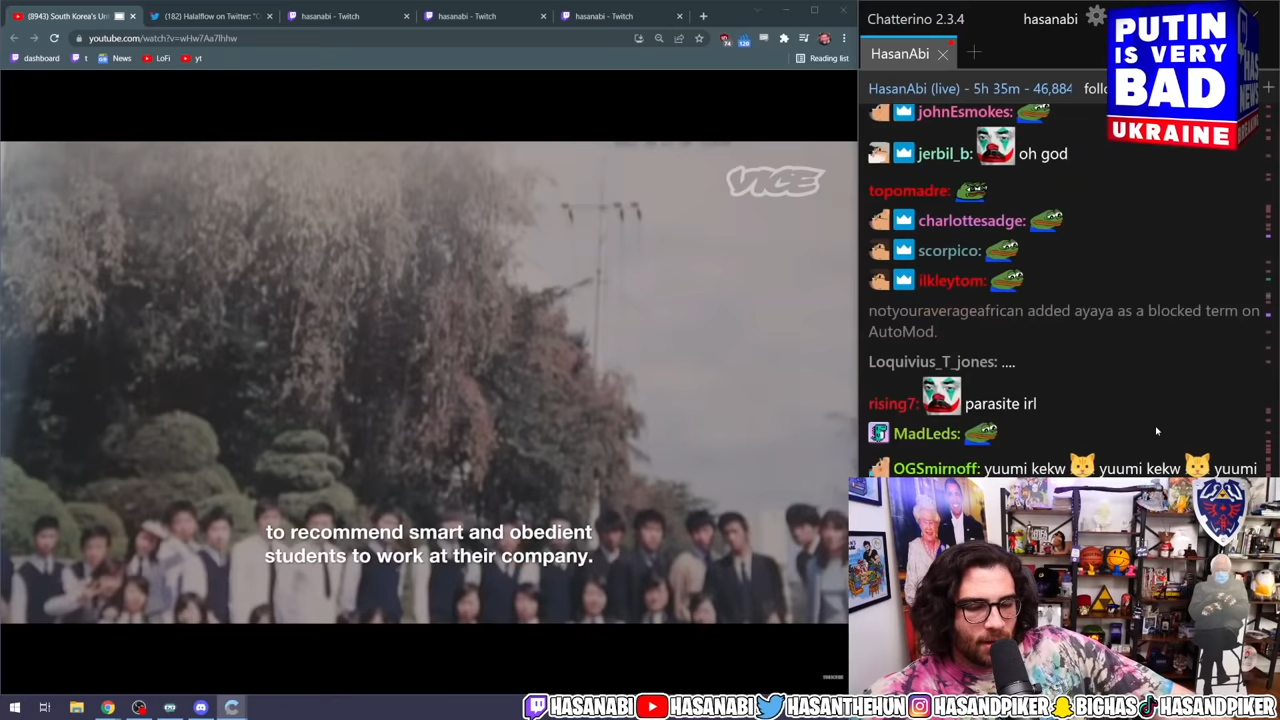 (8943) South Korea's Un
(182) Halalflow on Twitter: "
hasanabi - Twitch
hasanabi - Twitch
hasanabi - Twitch
youtube.com/watch?v=wHw7Aa7lhhw
74
128
dashboard
t
News
LoFi
yt
Reading list
VICE
to recommend smart and obedient
students to work at their company.
SUBSCRIBE
Chatterino 2.3.4
hasanabi
HasanAbi
HasanAbi (live) - 5h 35m - 46,884
follo
PUTIN
IS VERY
BAD
UKRAINE
johnEsmokes:
jerbil_b: oh god
topomadre:
charlottesadge:
scorpico:
ilkleytom:
notyouraverageafrican added ayaya as a blocked term on
AutoMod.
Loquivius_T_jones: ....
rising7: parasite irl
MadLeds:
OGSmirnoff: yuumi kekw yuumi kekw yuumi
HASANABI HASANABI HASANTHEHUN HASANDPIKER BIGHAS HASANDPIKER